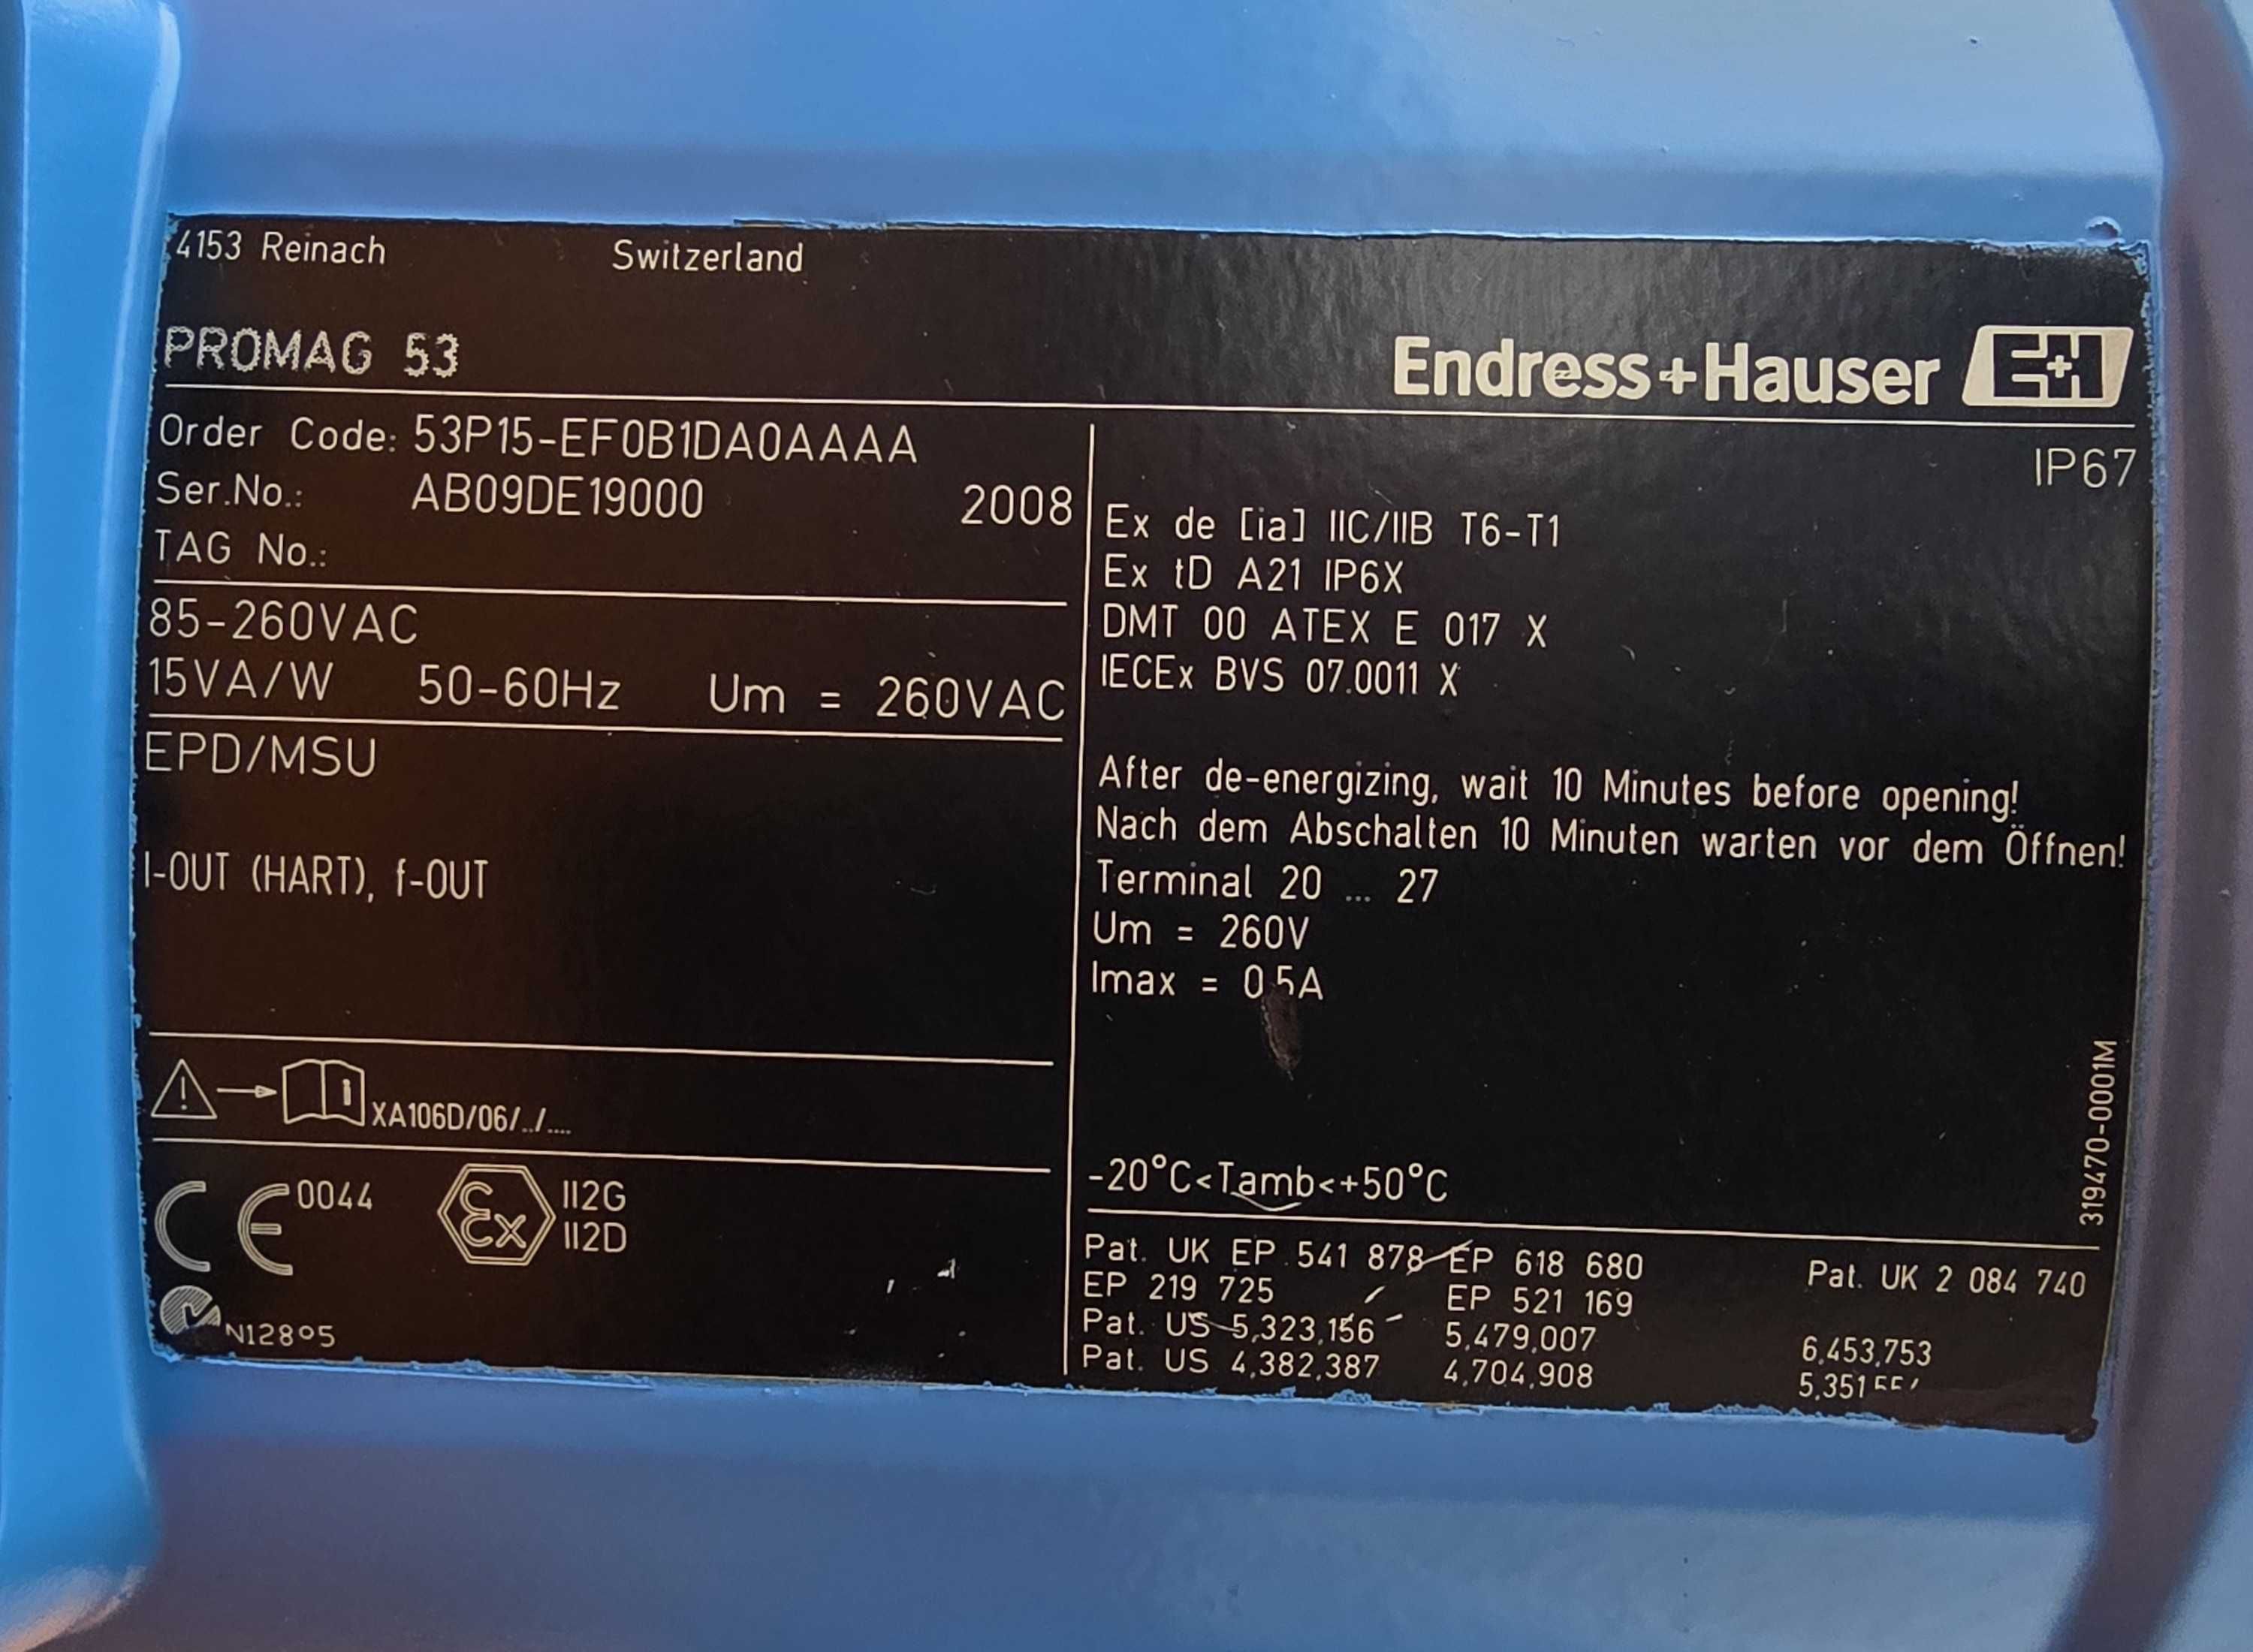 4153 Reinach Switzerland
PROMAG 53
Endress+Hauser E+H
Order Code: 53P15-EF0B1DA0AAAA
Ser.No.: AB09DE19000 2008
TAG No.:
85-260VAC
15VA/W 50-60Hz Um = 260VAC
EPD/MSU
I-OUT (HART), f-OUT
XA106D/06/../....
CE 0044 Ex II2G
II2D
N12895
IP67
Ex de [ia] IIC/IIB T6-T1
Ex tD A21 IP6X
DMT 00 ATEX E 017 X
IECEx BVS 07.0011 X
After de-energizing, wait 10 Minutes before opening!
Nach dem Abschalten 10 Minuten warten vor dem Öffnen!
Terminal 20 ... 27
Um = 260V
Imax = 0.5A
-20°C<Tamb<+50°C
319470-0001M
Pat. UK EP 541 878 EP 618 680 Pat. UK 2 084 740
EP 219 725 EP 521 169
Pat. US 5,323,156 5,479,007 6,453,753
Pat. US 4,382,387 4,704,908